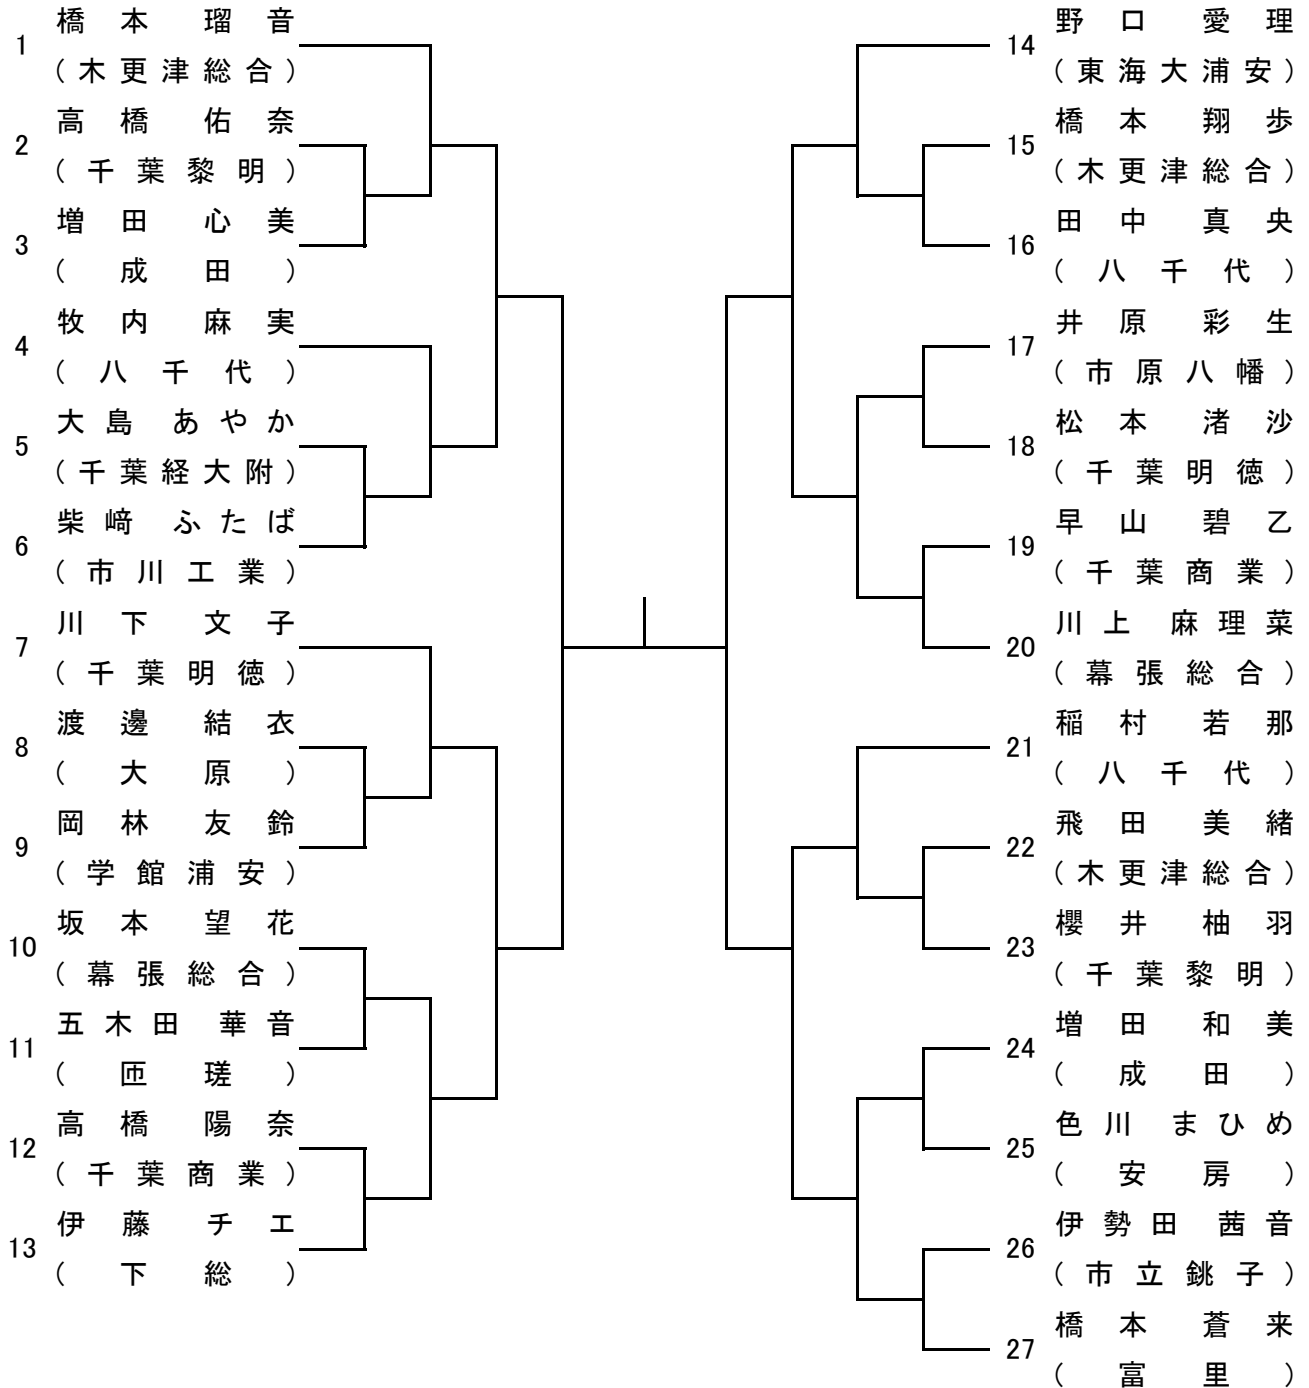 橋本 瑠音
1
(木更津総合)
高橋 佑奈
2
(千葉黎明)
増田 心美
3
(成田)
牧内 麻実
4
(八千代)
大島 あやか
5
(千葉経大附)
柴﨑 ふたば
6
(市川工業)
川下 文子
7
(千葉明徳)
渡邊 結衣
8
(大原)
岡林 友鈴
9
(学館浦安)
坂本 望花
10
(幕張総合)
五木田 華音
11
(匝瑳)
高橋 陽奈
12
(千葉商業)
伊藤 チエ
13
(下総)
野口 愛理
14
(東海大浦安)
橋本 翔歩
15
(木更津総合)
田中 真央
16
(八千代)
井原 彩生
17
(市原八幡)
松本 渚沙
18
(千葉明徳)
早山 碧乙
19
(千葉商業)
川上 麻理菜
20
(幕張総合)
稲村 若那
21
(八千代)
飛田 美緒
22
(木更津総合)
櫻井 柚羽
23
(千葉黎明)
増田 和美
24
(成田)
色川 まひめ
25
(安房)
伊勢田 茜音
26
(市立銚子)
橋本 蒼来
27
(富里)